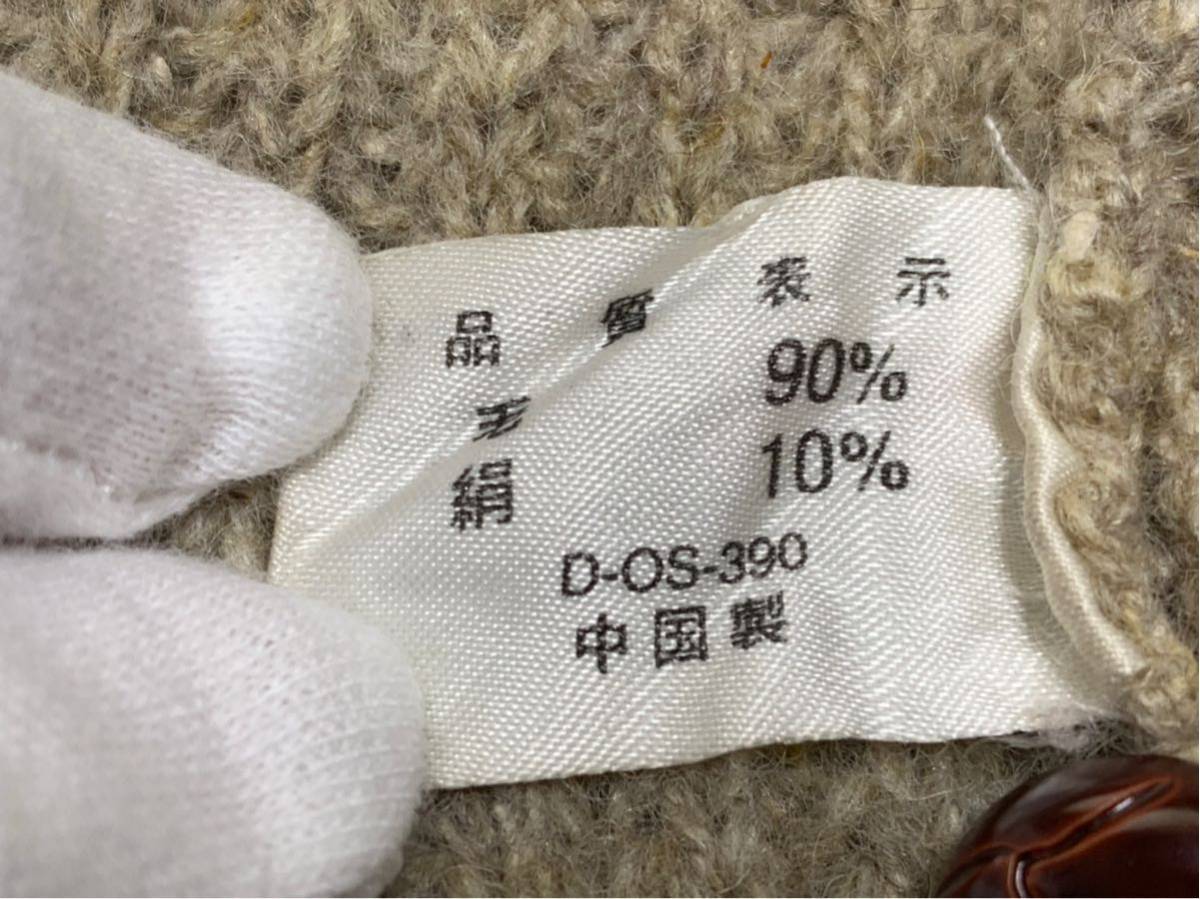 品質表示
毛 90%
絹 10%
D-OS-390
中国製